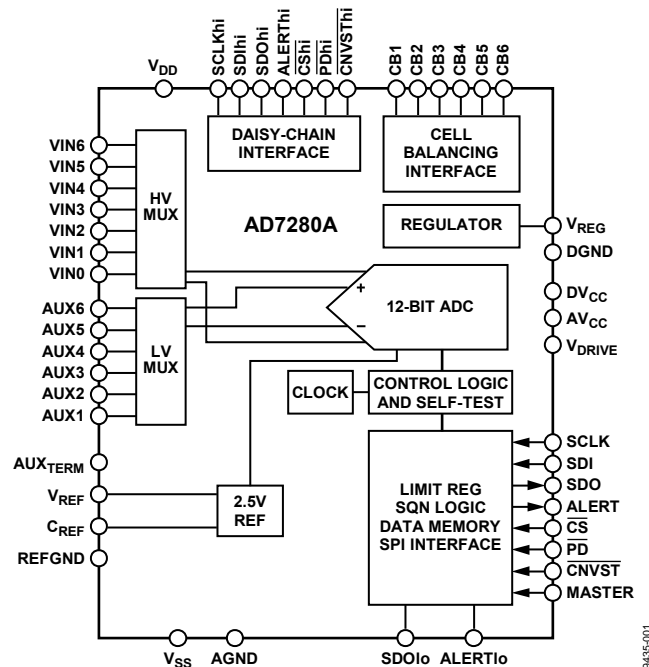 SCLKhi
SDIhi
SDOhi
ALERThi
CShi
PDhi
CNVSThi
CB1
CB2
CB3
CB4
CB5
CB6
VDD
DAISY-CHAIN
INTERFACE
CELL
BALANCING
INTERFACE
VIN6
VIN5
VIN4
VIN3
VIN2
VIN1
VIN0
HV
MUX
AD7280A
REGULATOR
VREG
DGND
DVCC
AVCC
VDRIVE
AUX6
AUX5
AUX4
AUX3
AUX2
AUX1
LV
MUX
+
–
12-BIT ADC
CLOCK
CONTROL LOGIC
AND SELF-TEST
AUXTERM
VREF
CREF
REFGND
2.5V
REF
LIMIT REG
SQN LOGIC
DATA MEMORY
SPI INTERFACE
SCLK
SDI
SDO
ALERT
CS
PD
CNVST
MASTER
VSS
AGND
SDOlo
ALERTlo
9435-001